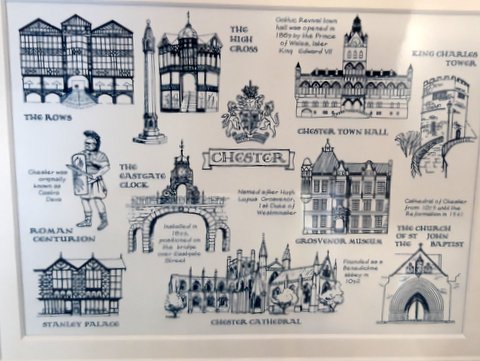 THE ROWS
THE
HIGH
CROSS
Gothic Revival town
hall was opened in
1869 by the Prince
of Wales, later
King Edward VII
CHESTER TOWN HALL
KING CHARLES
TOWER
CHESTER
Chester was
originally
known as
Castra
Deva
ROMAN
CENTURION
THE
EASTGATE
CLOCK
Installed in
positioned on
the bridge
over Eastgate
Street
Named after Hugh
Lupus Grosvenor,
1st Duke of
Westminster
GROSVENOR MUSEUM
Cathedral of Chester
from 1075 until the
Reformation in 1541
THE CHURCH
OF ST JOHN
THE BAPTIST
STANLEY PALACE
CHESTER CATHEDRAL
Founded as a
Benedictine
abbey in